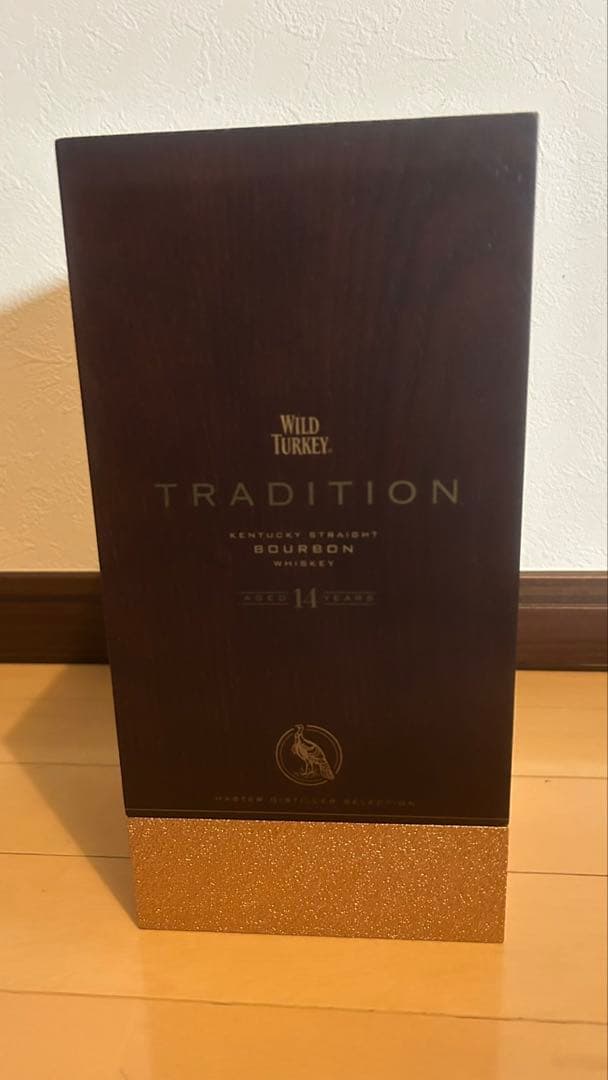 WILD
TURKEY
TRADITION
KENTUCKY STRAIGHT
BOURBON
WHISKEY
AGED 14 YEARS
MASTER DISTILLER SELECTION